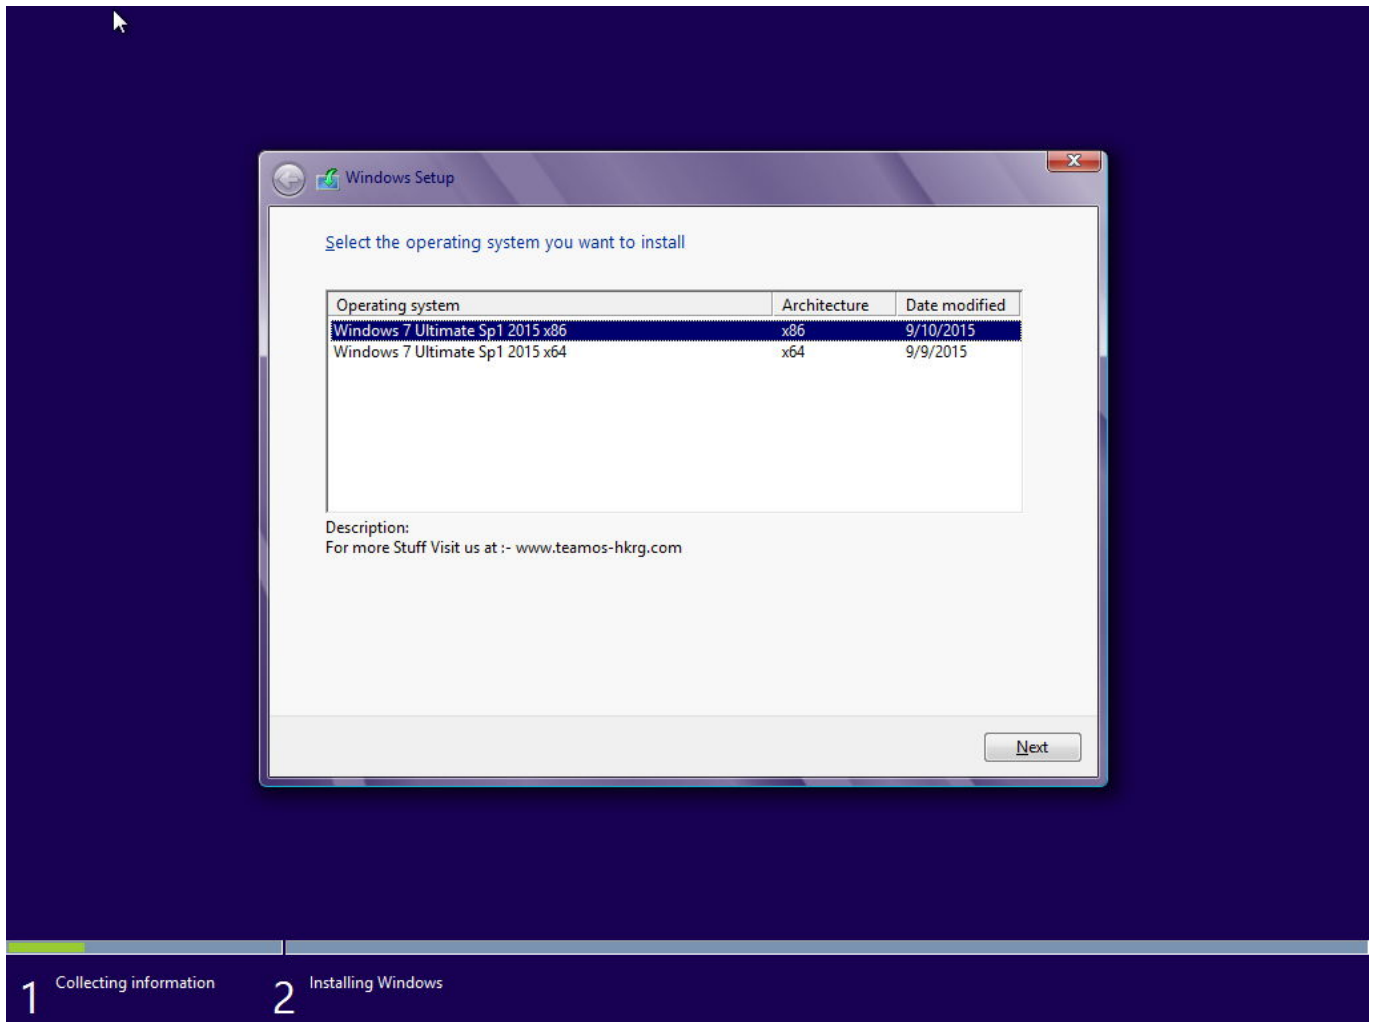 Windows Setup
Select the operating system you want to install
Operating system Architecture Date modified
Windows 7 Ultimate Sp1 2015 x86 x86 9/10/2015
Windows 7 Ultimate Sp1 2015 x64 x64 9/9/2015
Description:
For more Stuff Visit us at :- www.teamos-hkrg.com
Next
1 Collecting information 2 Installing Windows